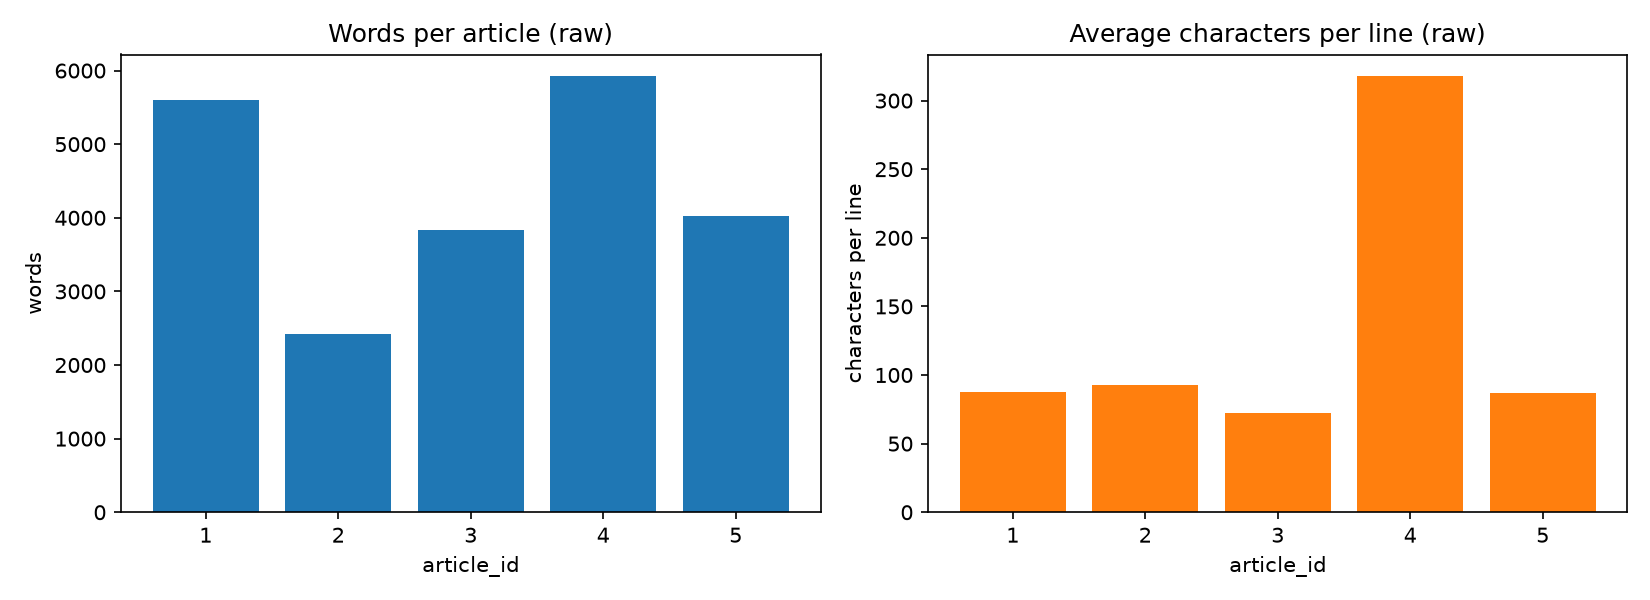 Words per article (raw)
6000
5000
4000
3000
2000
1000
0
words
1 2 3 4 5
article_id
Average characters per line (raw)
300
250
200
150
100
50
0
characters per line
1 2 3 4 5
article_id